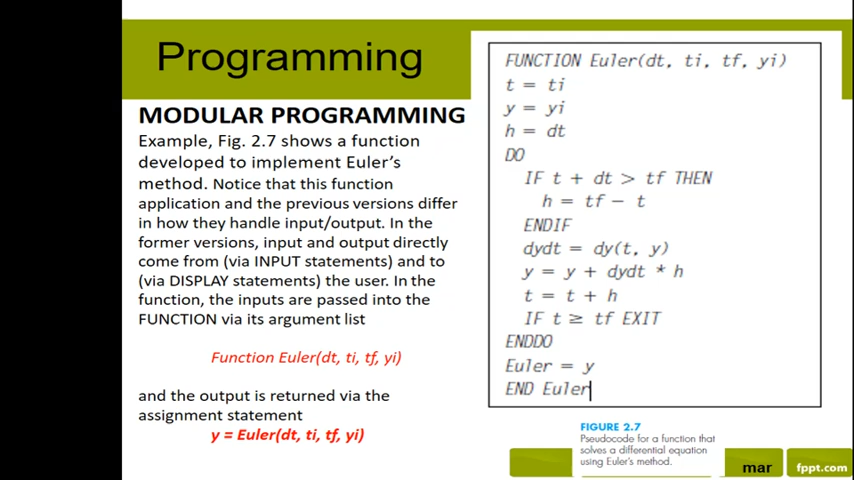 Programming
MODULAR PROGRAMMING
Example, Fig. 2.7 shows a function
developed to implement Euler's
method. Notice that this function
application and the previous versions differ
in how they handle input/output. In the
former versions, input and output directly
come from (via INPUT statements) and to
(via DISPLAY statements) the user. In the
function, the inputs are passed into the
FUNCTION via its argument list
Function Euler(dt, ti, tf, yi)
and the output is returned via the
assignment statement
y = Euler(dt, ti, tf, yi)
FUNCTION Euler(dt, ti, tf, yi)
t = ti
y = yi
h = dt
DO
IF t + dt > tf THEN
h = tf − t
ENDIF
dydt = dy(t, y)
y = y + dydt * h
t = t + h
IF t ≥ tf EXIT
ENDDO
Euler = y
END Euler
FIGURE 2.7
Pseudocode for a function that
solves a differential equation
using Euler's method.
mar
fppt.com